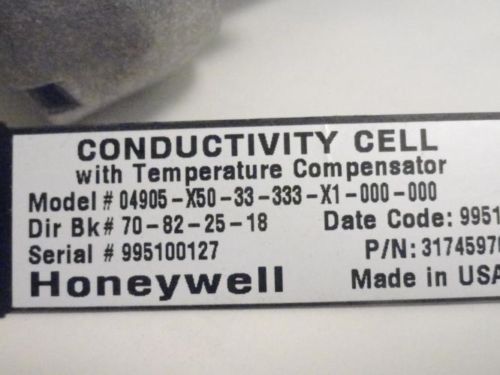 CONDUCTIVITY CELL
with Temperature Compensator
Model # 04905-X50-33-333-X1-000-000
Dir Bk# 70-82-25-18 Date Code: 9951
Serial # 995100127 P/N: 3174597
Honeywell Made in USA